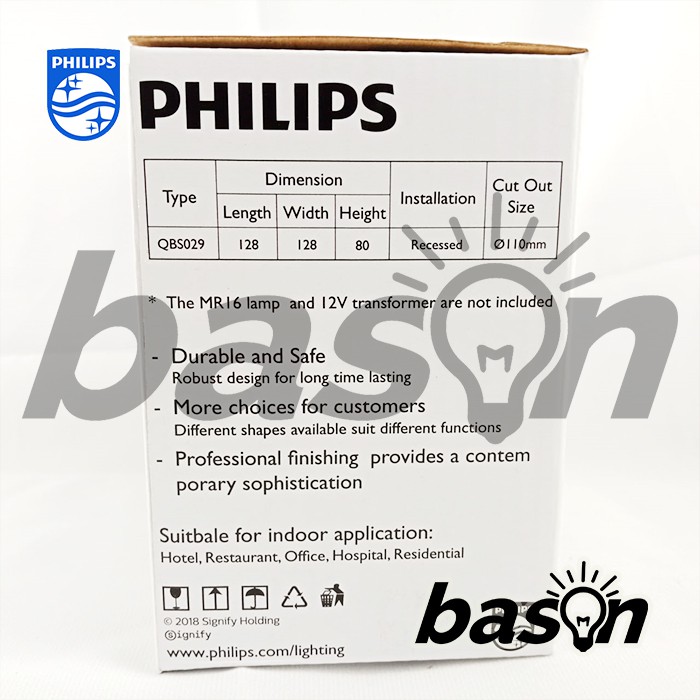 PHILIPS
PHILIPS
Type Dimension Installation Cut Out Size
Length Width Height
QBS029 128 128 80 Recessed Ø110mm
bason
* The MR16 lamp and 12V transformer are not included
- Durable and Safe
Robust design for long time lasting
- More choices for customers
Different shapes available suit different functions
- Professional finishing provides a contem
porary sophistication
Suitbale for indoor application:
Hotel, Restaurant, Office, Hospital, Residential
© 2018 Signify Holding
Signify
www.philips.com/lighting
PHILIPS
bason